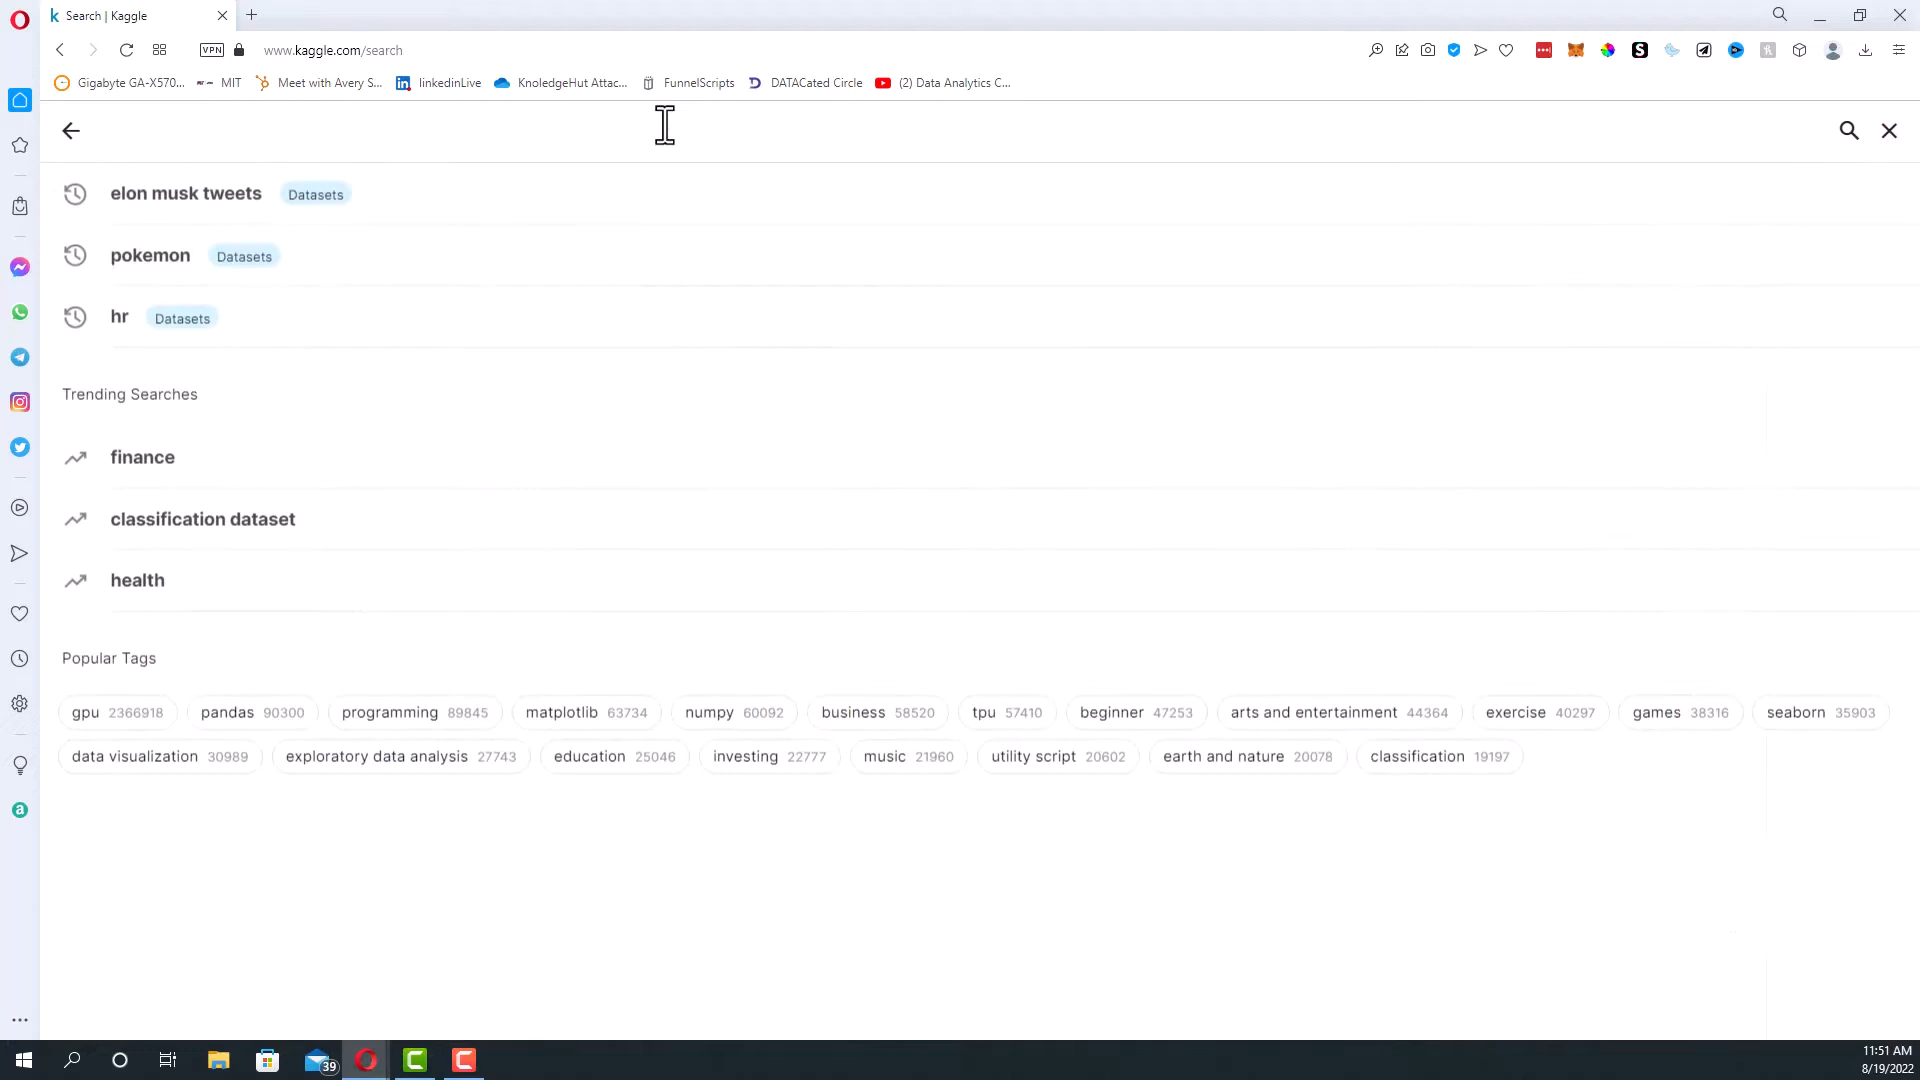 Search | Kaggle
VPN www.kaggle.com/search
Gigabyte GA-X570... MIT Meet with Avery S... linkedinLive KnoledgeHut Attac... FunnelScripts DATACated Circle (2) Data Analytics C...
elon musk tweets Datasets
pokemon Datasets
hr Datasets
Trending Searches
finance
classification dataset
health
Popular Tags
gpu 2366918 pandas 90300 programming 89845 matplotlib 63734 numpy 60092 business 58520 tpu 57410 beginner 47253 arts and entertainment 44364 exercise 40297 games 38316 seaborn 35903
data visualization 30989 exploratory data analysis 27743 education 25046 investing 22777 music 21960 utility script 20602 earth and nature 20078 classification 19197
39
11:51 AM
8/19/2022